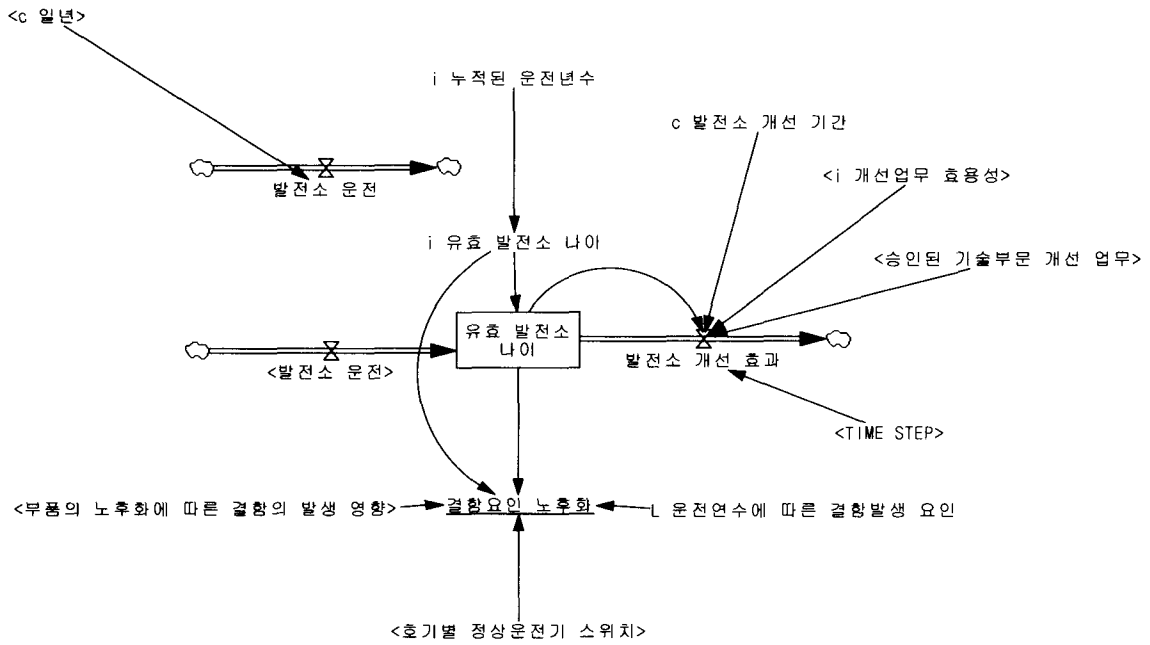 <c 일년>
i 누적된 운전년수
c 발전소 개선 기간
<i 개선업무 효용성>
발전소 운전
i 유효 발전소 나이
<승인된 기술부문 개선 업무>
유효 발전소
나이
발전소 개선 효과
<발전소 운전>
<TIME STEP>
<부품의 노후화에 따른 결함의 발생 영향>
결함요인 노후화
L 운전연수에 따른 결함발생 요인
<호기별 정상운전기 스위치>